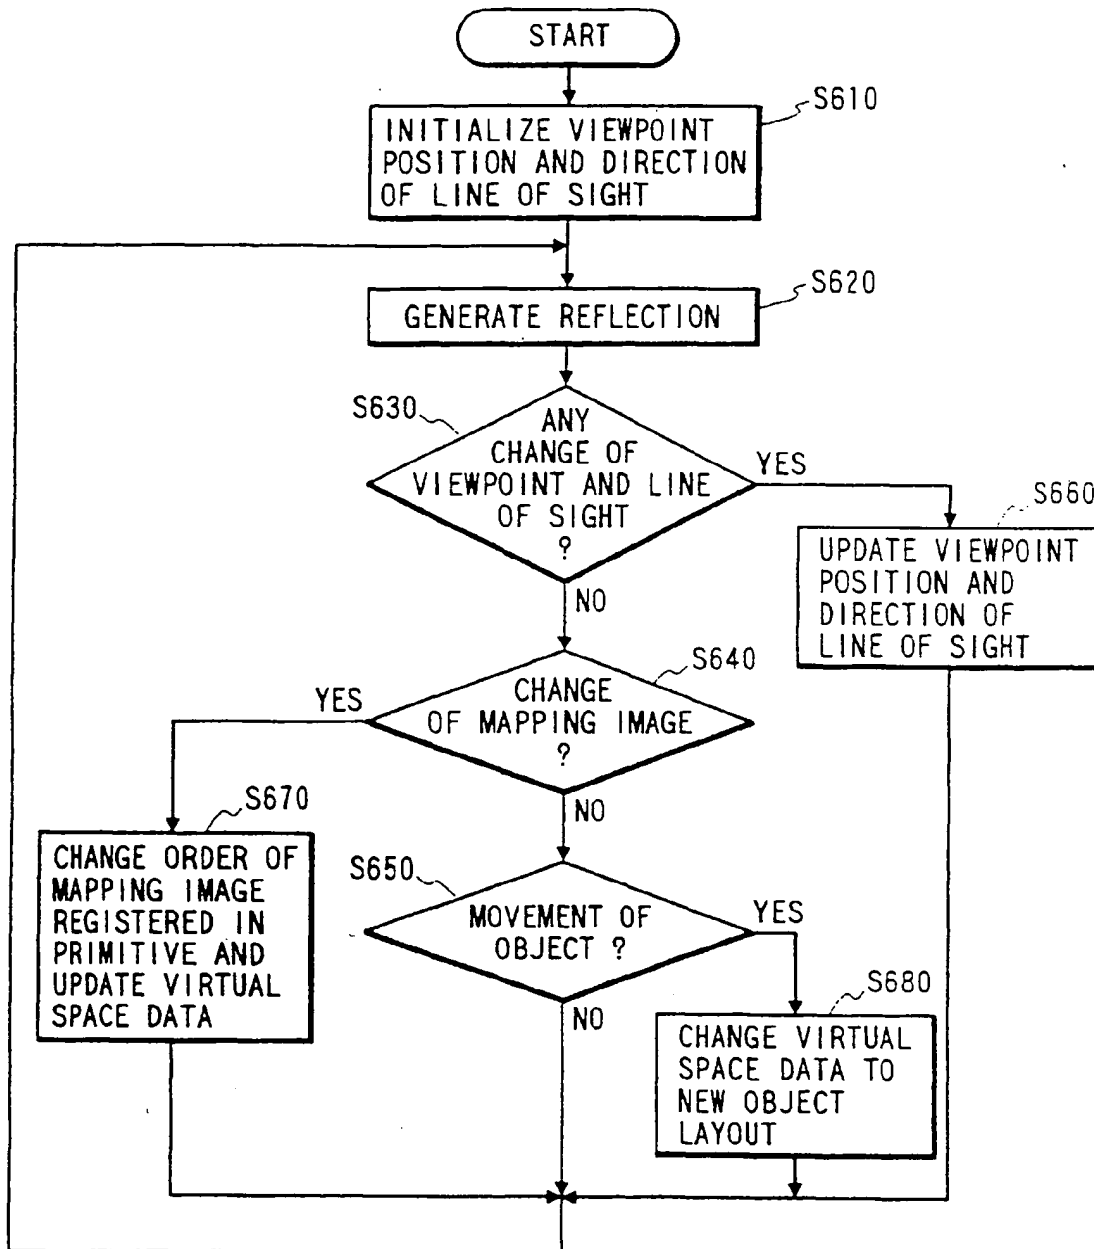 START
S610
INITIALIZE VIEWPOINT
POSITION AND DIRECTION
OF LINE OF SIGHT
S620
GENERATE REFLECTION
S630
ANY
CHANGE OF
VIEWPOINT AND LINE
OF SIGHT
?
YES
NO
S660
UPDATE VIEWPOINT
POSITION AND
DIRECTION OF
LINE OF SIGHT
S640
CHANGE
OF MAPPING IMAGE
?
YES
NO
S670
CHANGE ORDER OF
MAPPING IMAGE
REGISTERED IN
PRIMITIVE AND
UPDATE VIRTUAL
SPACE DATA
S650
MOVEMENT OF
OBJECT ?
YES
NO
S680
CHANGE VIRTUAL
SPACE DATA TO
NEW OBJECT
LAYOUT